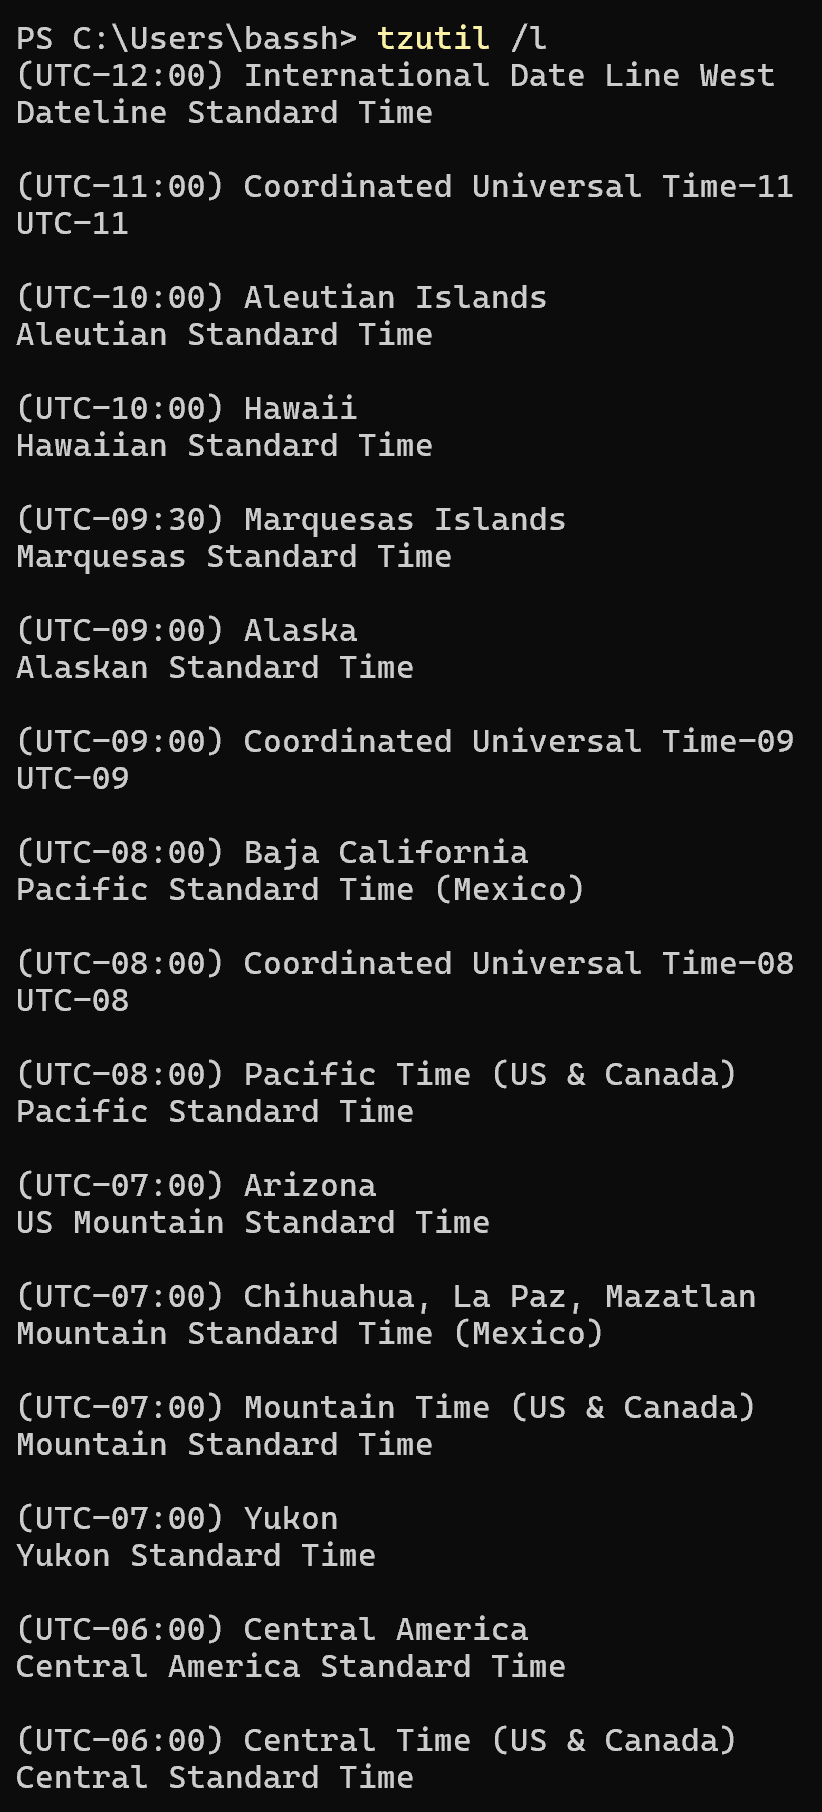 PS C:\Users\bassh> tzutil /l
(UTC-12:00) International Date Line West
Dateline Standard Time
(UTC-11:00) Coordinated Universal Time-11
UTC-11
(UTC-10:00) Aleutian Islands
Aleutian Standard Time
(UTC-10:00) Hawaii
Hawaiian Standard Time
(UTC-09:30) Marquesas Islands
Marquesas Standard Time
(UTC-09:00) Alaska
Alaskan Standard Time
(UTC-09:00) Coordinated Universal Time-09
UTC-09
(UTC-08:00) Baja California
Pacific Standard Time (Mexico)
(UTC-08:00) Coordinated Universal Time-08
UTC-08
(UTC-08:00) Pacific Time (US & Canada)
Pacific Standard Time
(UTC-07:00) Arizona
US Mountain Standard Time
(UTC-07:00) Chihuahua, La Paz, Mazatlan
Mountain Standard Time (Mexico)
(UTC-07:00) Mountain Time (US & Canada)
Mountain Standard Time
(UTC-07:00) Yukon
Yukon Standard Time
(UTC-06:00) Central America
Central America Standard Time
(UTC-06:00) Central Time (US & Canada)
Central Standard Time